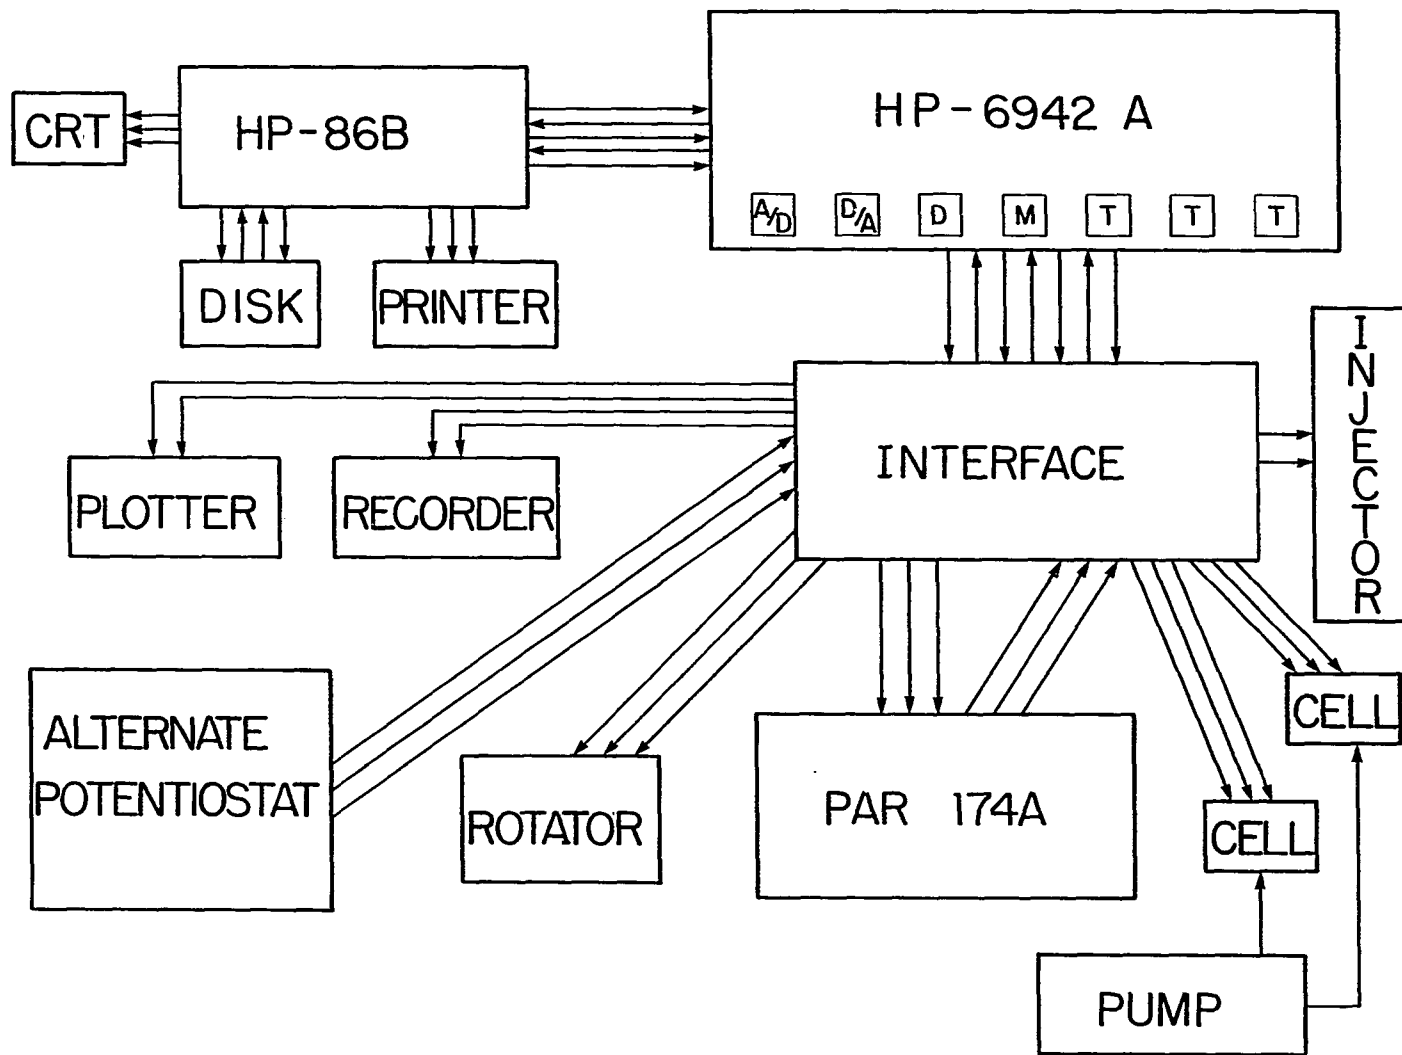 CRT
HP-86B
HP-6942 A
A/D
D/A
D
M
T
T
T
DISK
PRINTER
INJECTOR
INTERFACE
PLOTTER
RECORDER
ALTERNATE
POTENTIOSTAT
ROTATOR
PAR 174A
CELL
CELL
PUMP